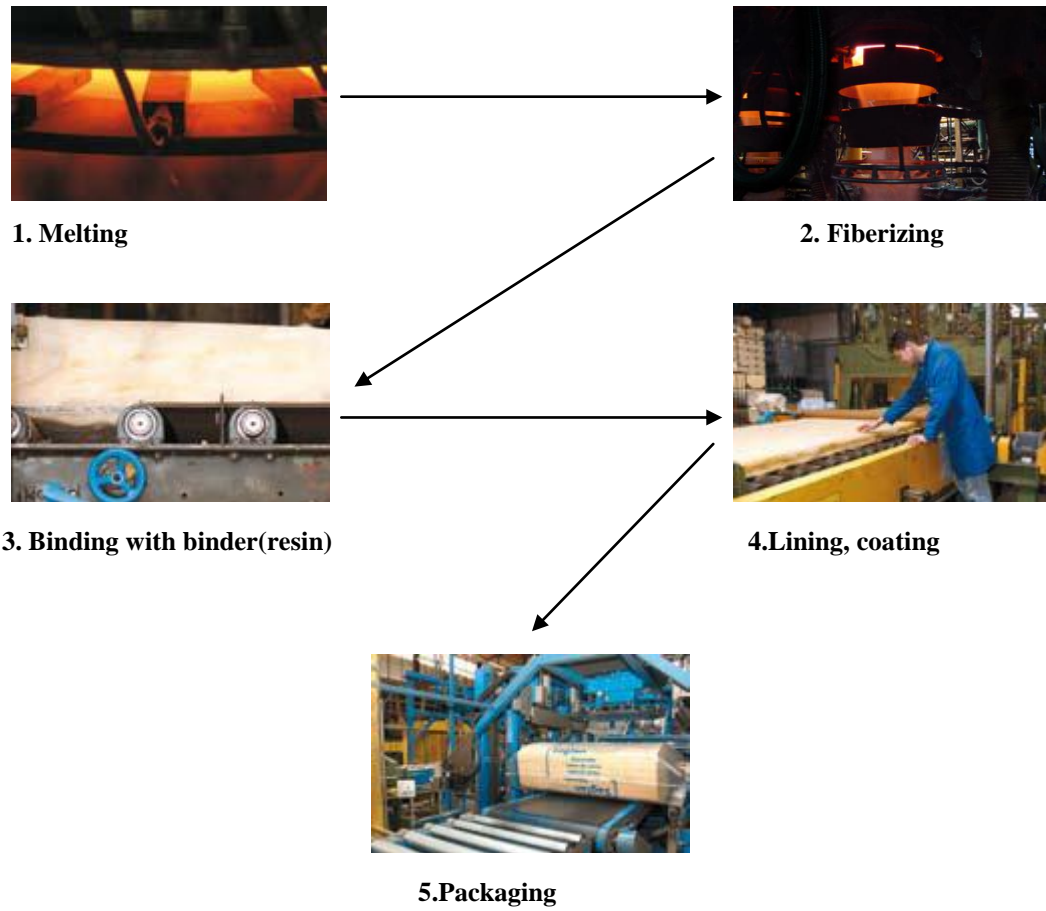 1. Melting
2. Fiberizing
3. Binding with binder(resin)
4.Lining, coating
5.Packaging